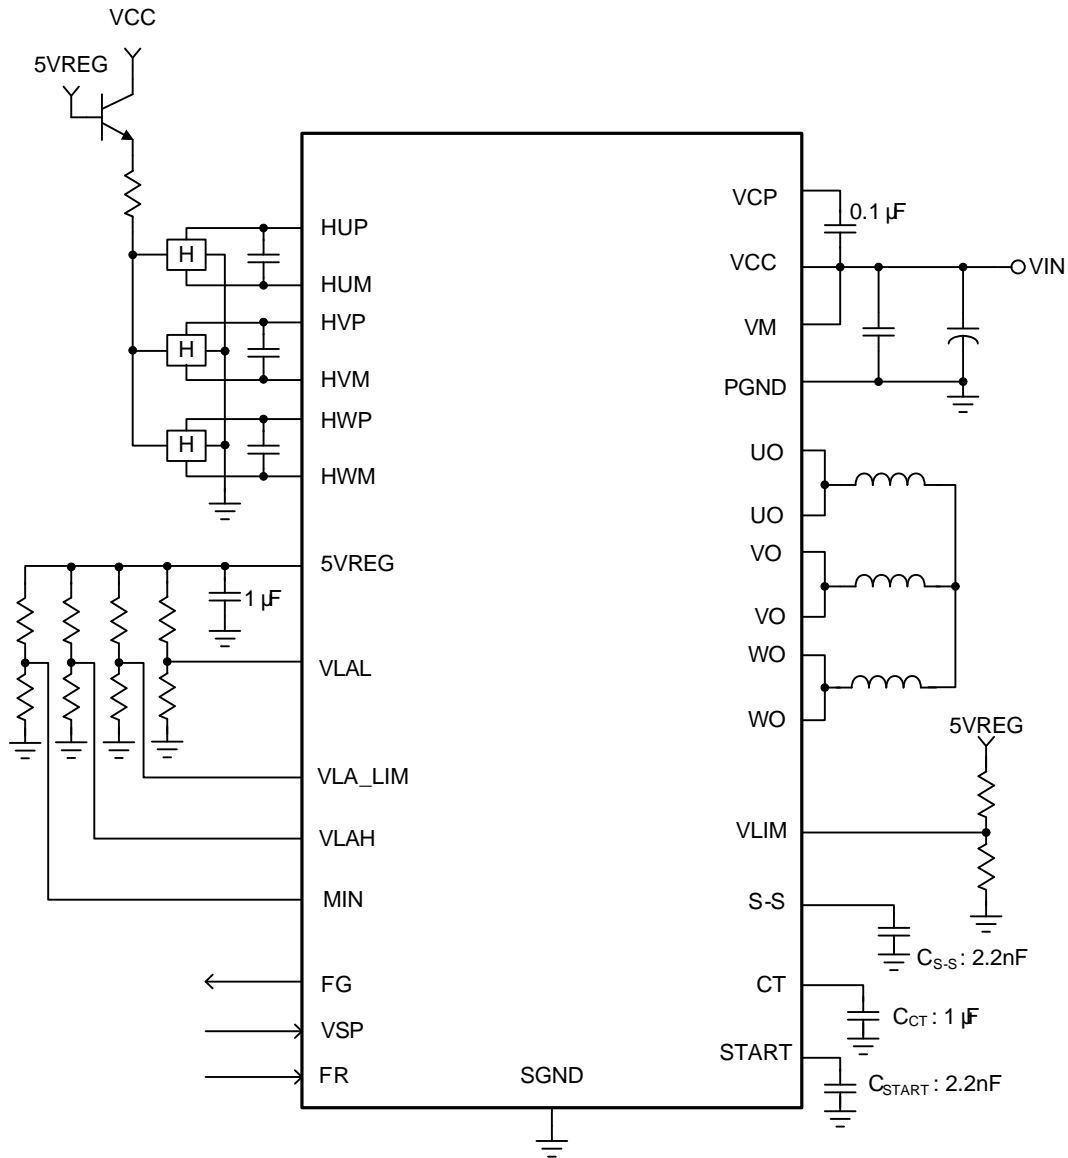 VCC
5VREG
H
H
H
HUP
HUM
HVP
HVM
HWP
HWM
5VREG
1 µF
VLAL
VLA_LIM
VLAH
MIN
FG
VSP
FR
SGND
VCP
0.1 µF
VCC
VIN
VM
PGND
UO
UO
VO
VO
WO
WO
5VREG
VLIM
S-S
CS-S : 2.2nF
CT
CCT : 1 µF
START
CSTART : 2.2nF